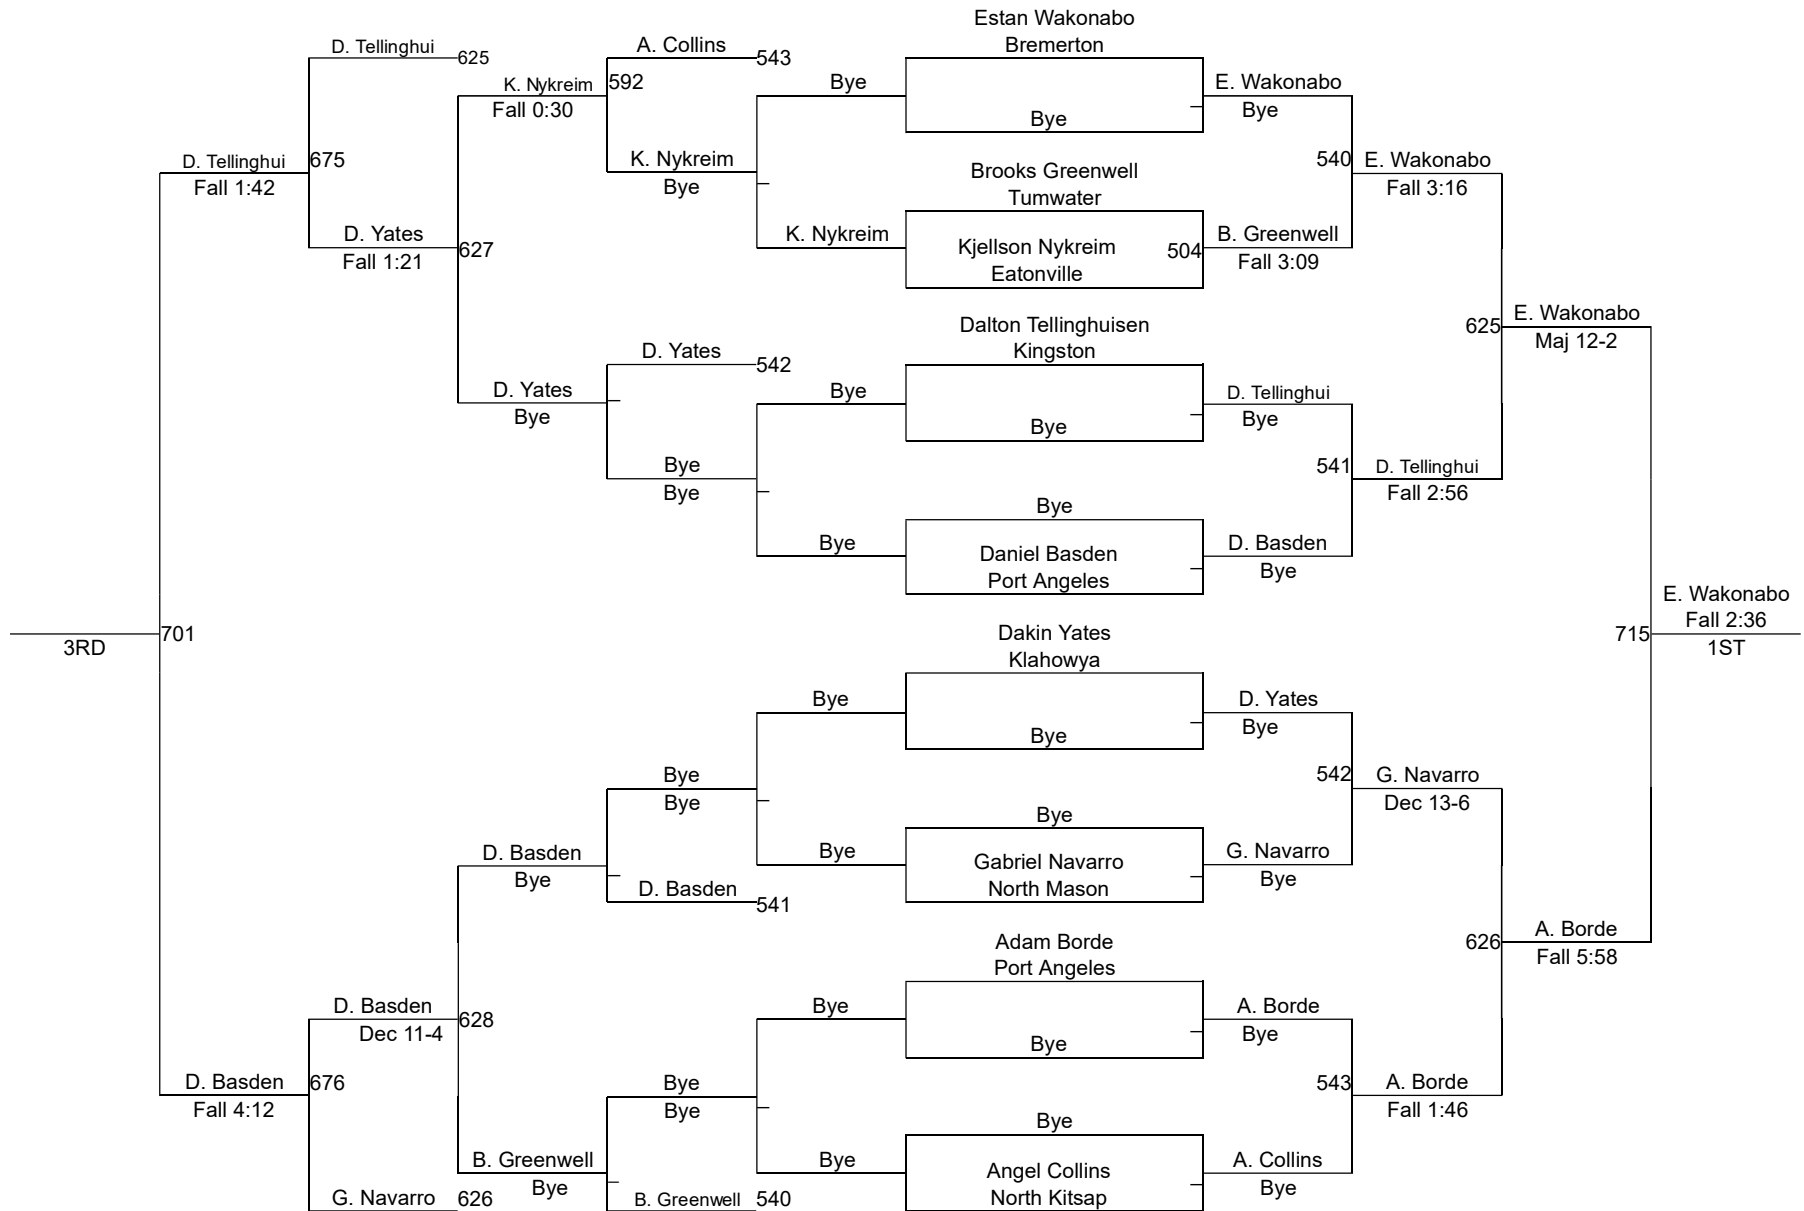 Estan Wakonabo
Bremerton
D. Tellinghui
625
A. Collins
543
K. Nykreim
592
Fall 0:30
Bye
E. Wakonabo
Bye
Bye
D. Tellinghui
675
Fall 1:42
K. Nykreim
Bye
540
E. Wakonabo
Fall 3:16
Brooks Greenwell
Tumwater
D. Yates
Fall 1:21
627
K. Nykreim
Kjellson Nykreim
Eatonville
504
B. Greenwell
Fall 3:09
Dalton Tellinghuisen
Kingston
625
E. Wakonabo
Maj 12-2
D. Yates
542
D. Yates
Bye
Bye
Bye
D. Tellinghui
Bye
Bye
Bye
541
D. Tellinghui
Fall 2:56
Bye
Bye
Daniel Basden
Port Angeles
D. Basden
Bye
3RD
701
Dakin Yates
Klahowya
715
E. Wakonabo
Fall 2:36
1ST
Bye
Bye
D. Yates
Bye
Bye
Bye
542
G. Navarro
Dec 13-6
Bye
D. Basden
Bye
Bye
Gabriel Navarro
North Mason
G. Navarro
Bye
D. Basden
541
Adam Borde
Port Angeles
626
A. Borde
Fall 5:58
D. Basden
Dec 11-4
628
Bye
Bye
A. Borde
Bye
D. Basden
676
Fall 4:12
Bye
Bye
543
A. Borde
Fall 1:46
Bye
B. Greenwell
Bye
Bye
Angel Collins
North Kitsap
A. Collins
Bye
G. Navarro
626
B. Greenwell
540